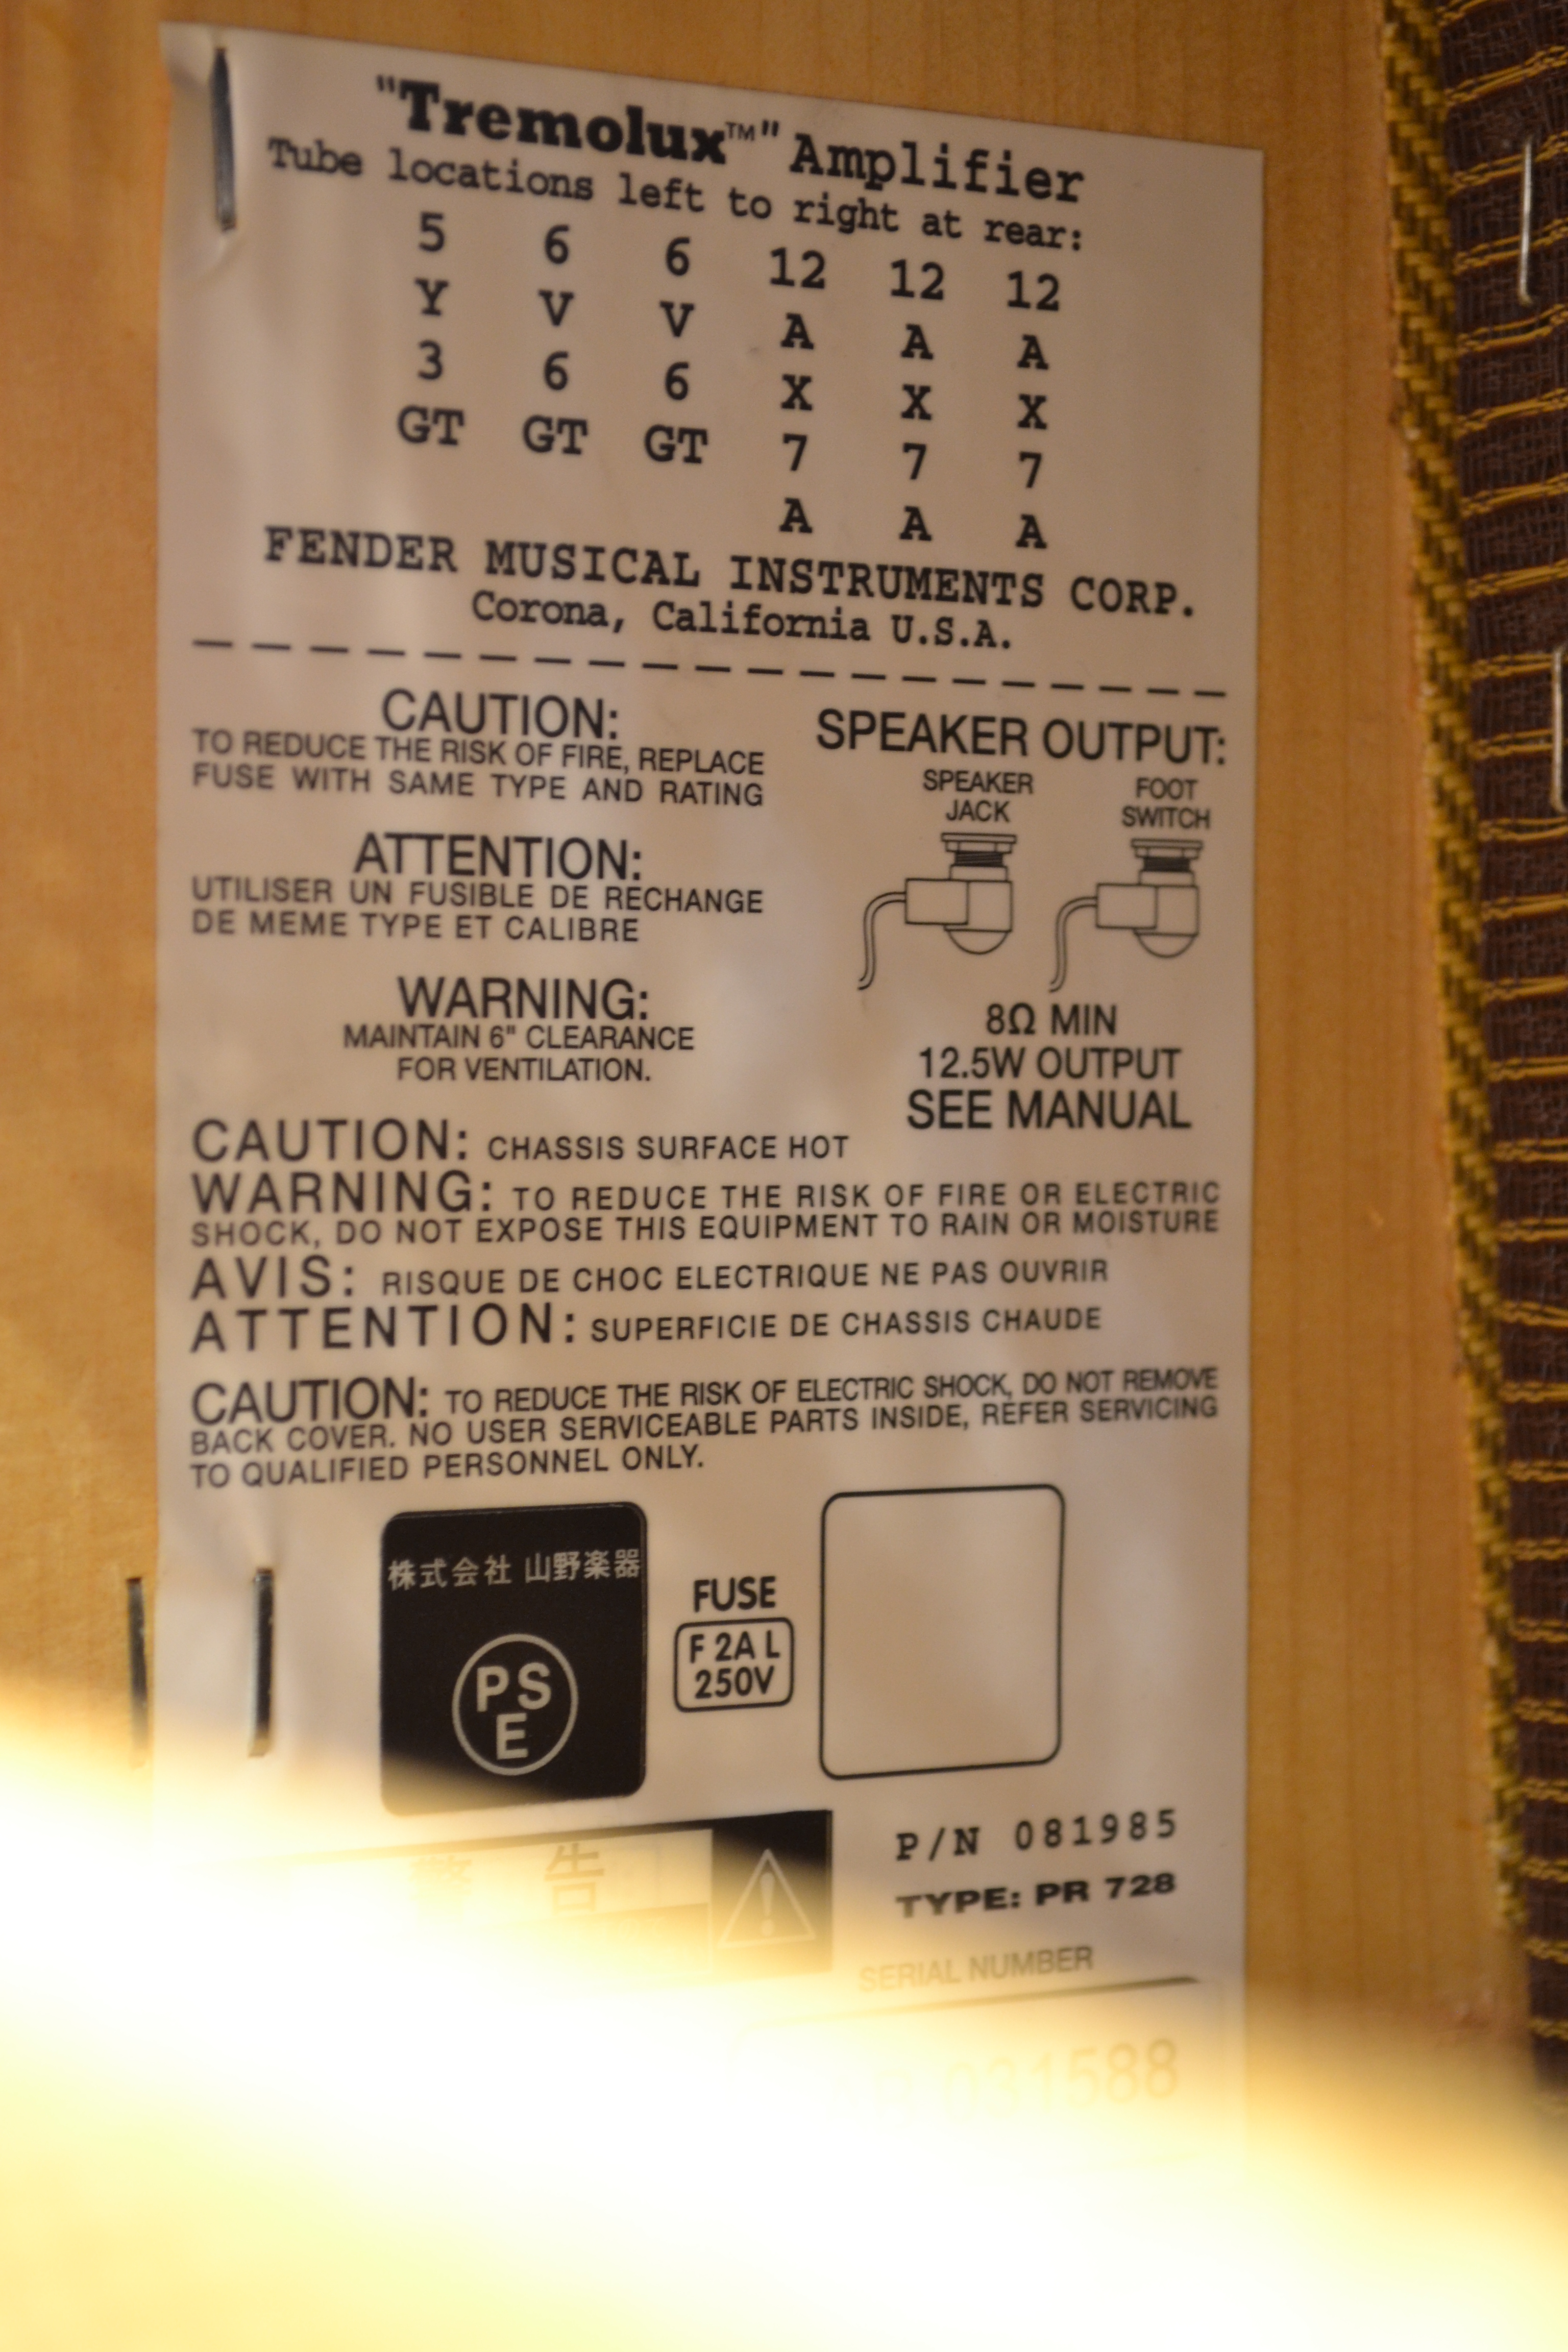 "Tremolux™" Amplifier
Tube locations left to right at rear:
5 6 6 12 12 12
Y V V A A A
3 6 6 X X X
GT GT GT 7 7 7
A A A
FENDER MUSICAL INSTRUMENTS CORP.
Corona, California U.S.A.
CAUTION:
TO REDUCE THE RISK OF FIRE, REPLACE
FUSE WITH SAME TYPE AND RATING
ATTENTION:
UTILISER UN FUSIBLE DE RECHANGE
DE MEME TYPE ET CALIBRE
WARNING:
MAINTAIN 6" CLEARANCE
FOR VENTILATION.
SPEAKER OUTPUT:
SPEAKER JACK
FOOT SWITCH
8Ω MIN
12.5W OUTPUT
SEE MANUAL
CAUTION: CHASSIS SURFACE HOT
WARNING: TO REDUCE THE RISK OF FIRE OR ELECTRIC
SHOCK, DO NOT EXPOSE THIS EQUIPMENT TO RAIN OR MOISTURE
AVIS: RISQUE DE CHOC ELECTRIQUE NE PAS OUVRIR
ATTENTION: SUPERFICIE DE CHASSIS CHAUDE
CAUTION: TO REDUCE THE RISK OF ELECTRIC SHOCK, DO NOT REMOVE
BACK COVER. NO USER SERVICEABLE PARTS INSIDE, REFER SERVICING
TO QUALIFIED PERSONNEL ONLY.
株式会社 山野楽器
PS
E
FUSE
F 2A L
250V
警 告
P/N 081985
TYPE: PR 728
SERIAL NUMBER
031588